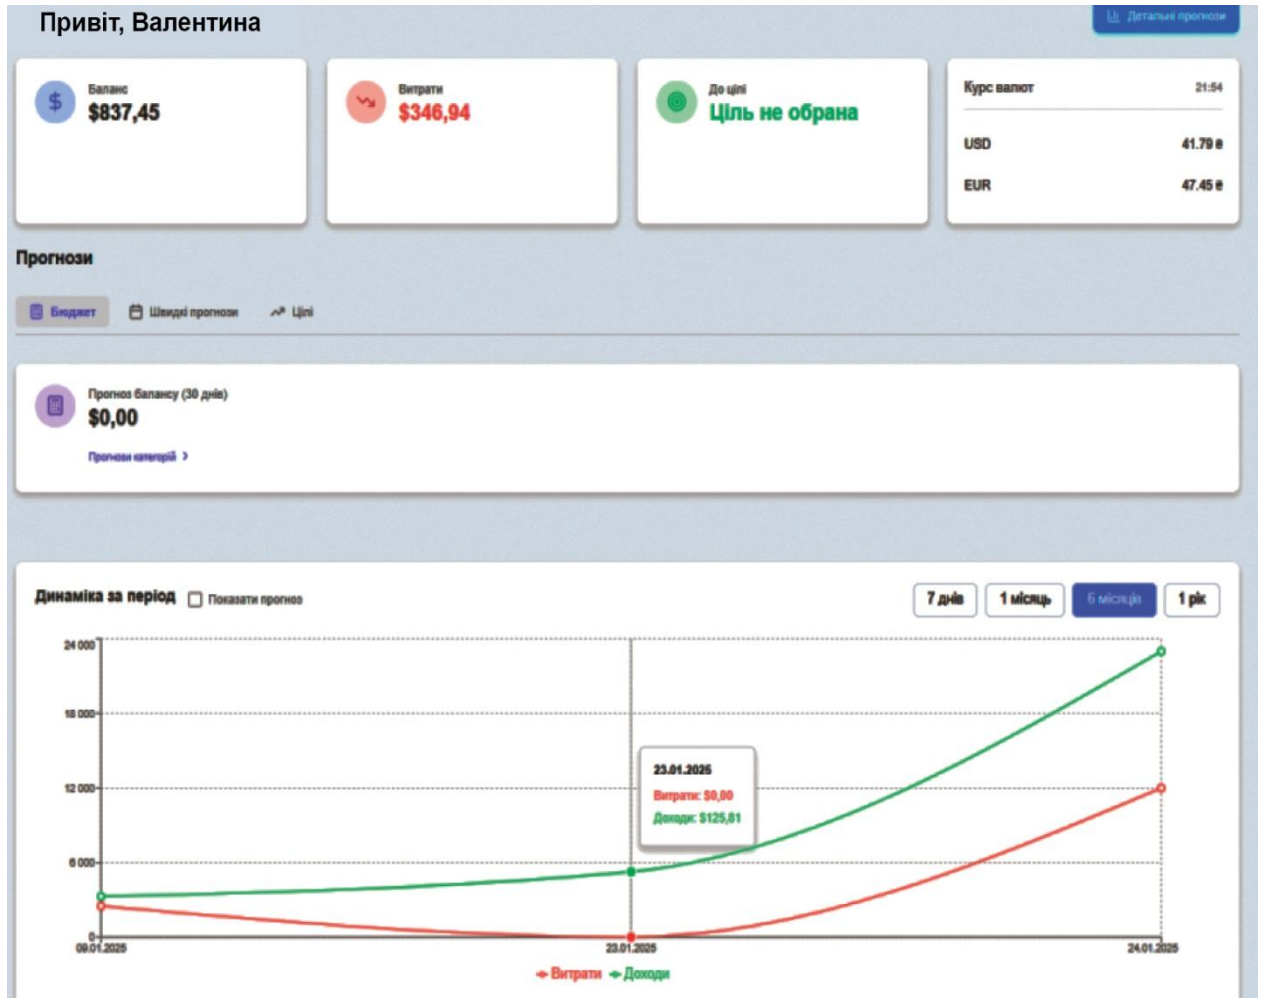 Привіт, Валентина
Детальні прогнози
Баланс
$837,45
Витрати
$346,94
До цілі
Ціль не обрана
Курс валют 21:54
USD 41.79 ₴
EUR 47.45 ₴
Прогнози
Бюджет Швидкі прогнози Цілі
Прогноз балансу (30 днів)
$0,00
Прогнози категорій >
Динаміка за період Показати прогноз 7 днів 1 місяць 6 місяців 1 рік
24 000
18 000
12 000
6 000
0
23.01.2025
Витрати: $0,00
Доходи: $125,81
09.01.2025 23.01.2025 24.01.2025
Витрати Доходи